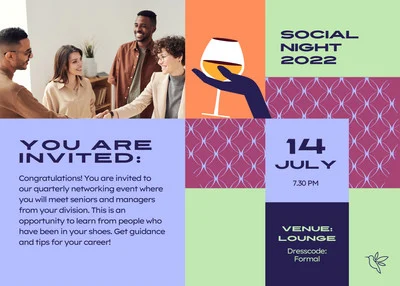 SOCIAL
NIGHT
2022
YOU ARE
INVITED:
Congratulations! You are invited to
our quarterly networking event where
you will meet seniors and managers
from your division. This is an
opportunity to learn from people who
have been in your shoes. Get guidance
and tips for your career!
14
JULY
7.30 PM
VENUE:
LOUNGE
Dresscode:
Formal